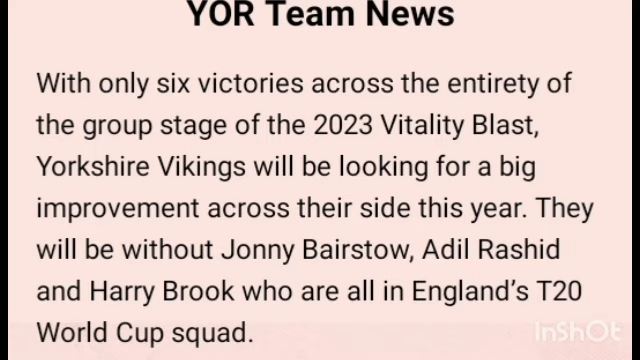 YOR Team News
With only six victories across the entirety of
the group stage of the 2023 Vitality Blast,
Yorkshire Vikings will be looking for a big
improvement across their side this year. They
will be without Jonny Bairstow, Adil Rashid
and Harry Brook who are all in England’s T20
World Cup squad.
InShOt